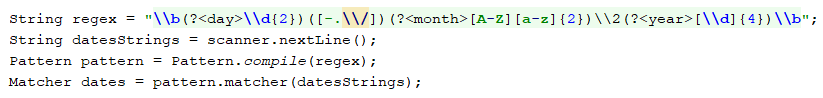 String regex = "\\b(?<day>\\d{2})([-.\\/])(?<month>[A-Z][a-z]{2})\\2(?<year>[\\d]{4})\\b";
String datesStrings = scanner.nextLine();
Pattern pattern = Pattern.compile(regex);
Matcher dates = pattern.matcher(datesStrings);